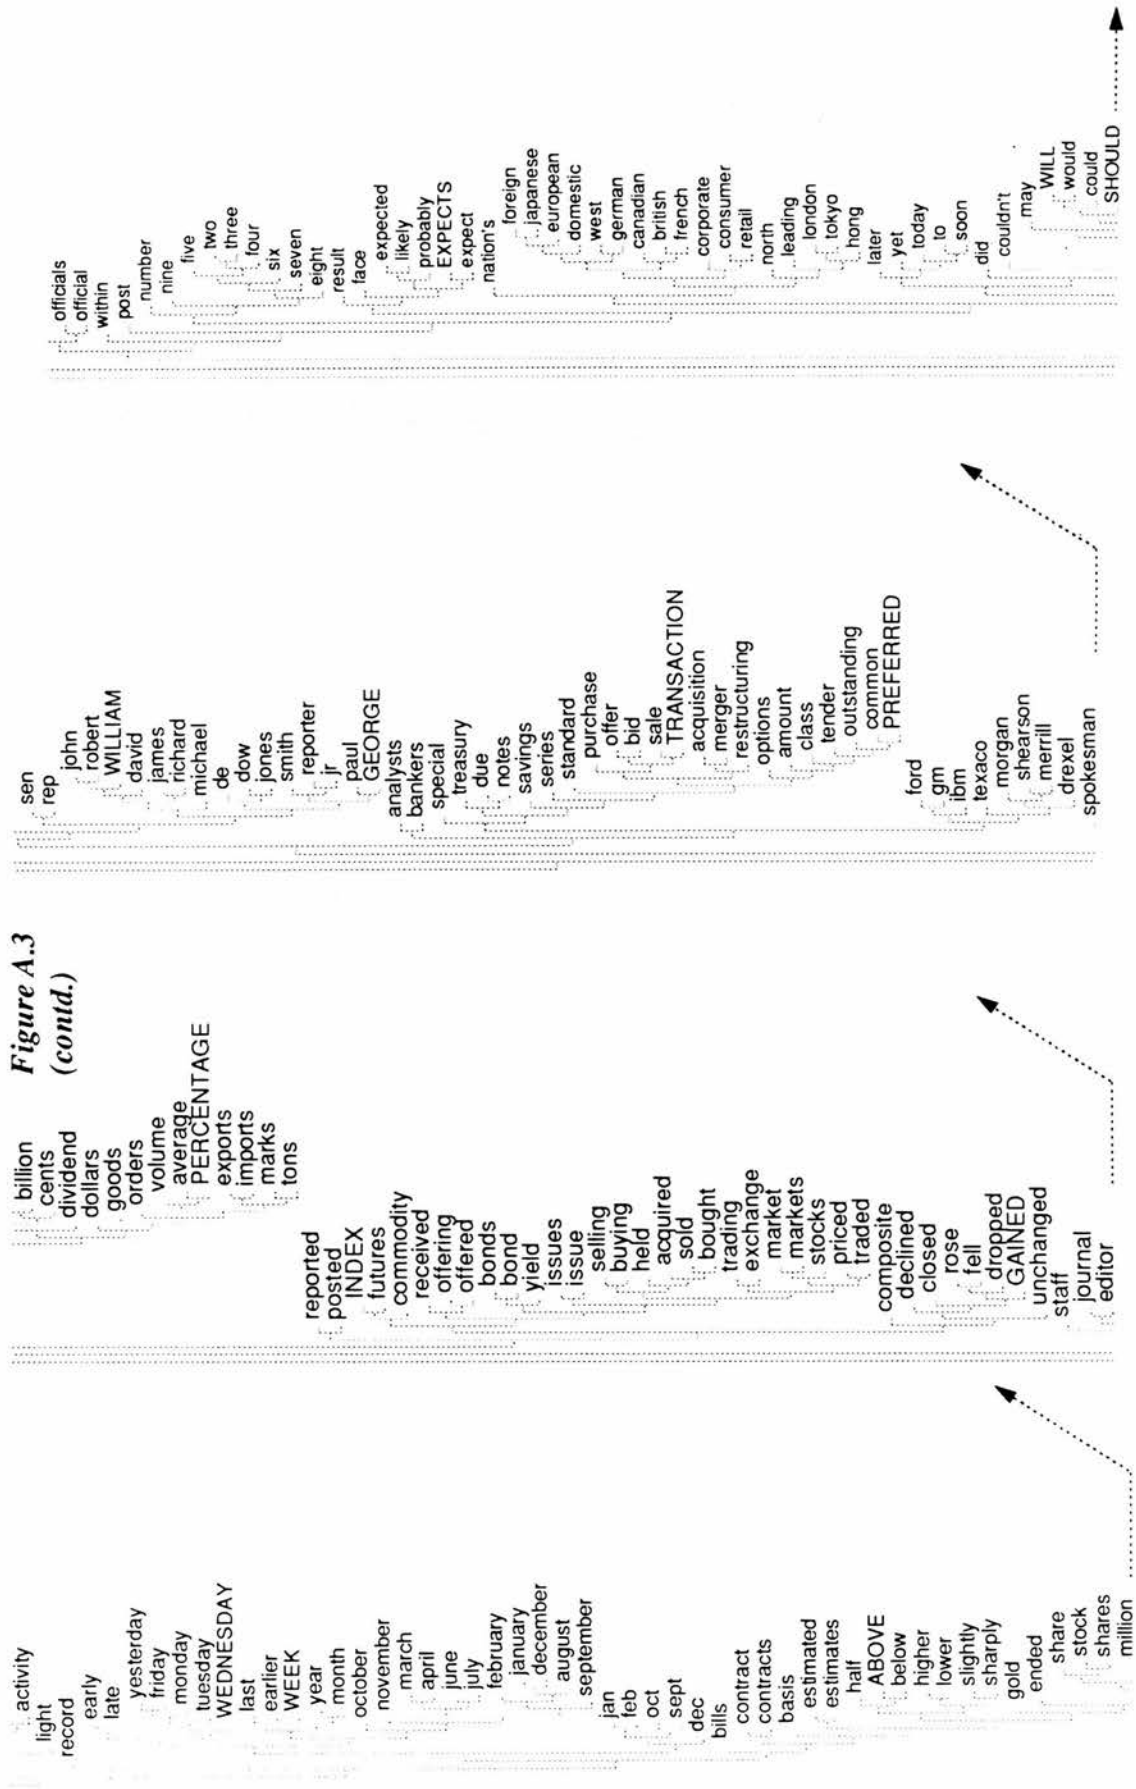 Figure A.3
(contd.)
activity
light
record
early
late
yesterday
friday
monday
tuesday
WEDNESDAY
last
earlier
WEEK
year
month
october
november
march
april
june
july
february
january
december
august
september
jan
feb
oct
sept
dec
bills
contract
contracts
basis
estimated
estimates
half
ABOVE
below
higher
lower
slightly
sharply
gold
ended
share
stock
shares
million
billion
cents
dividend
dollars
goods
orders
volume
average
PERCENTAGE
exports
imports
marks
tons
reported
posted
INDEX
futures
commodity
received
offering
offered
bonds
bond
yield
issues
issue
selling
buying
held
acquired
sold
bought
trading
exchange
market
markets
stocks
priced
traded
composite
declined
closed
rose
fell
dropped
GAINED
unchanged
staff
journal
editor
sen
rep
john
robert
WILLIAM
david
james
richard
michael
de
dow
jones
smith
reporter
jr
paul
GEORGE
analysts
bankers
special
treasury
due
notes
savings
series
standard
purchase
offer
bid
sale
TRANSACTION
acquisition
merger
restructuring
options
amount
class
tender
outstanding
common
PREFERRED
ford
gm
ibm
texaco
morgan
shearson
merrill
drexel
spokesman
officials
official
within
post
number
nine
five
two
three
four
six
seven
eight
result
face
expected
likely
probably
EXPECTS
expect
nation's
foreign
japanese
european
domestic
west
german
canadian
british
french
corporate
consumer
retail
north
leading
london
tokyo
hong
later
yet
today
to
soon
did
couldn't
may
WILL
would
could
SHOULD